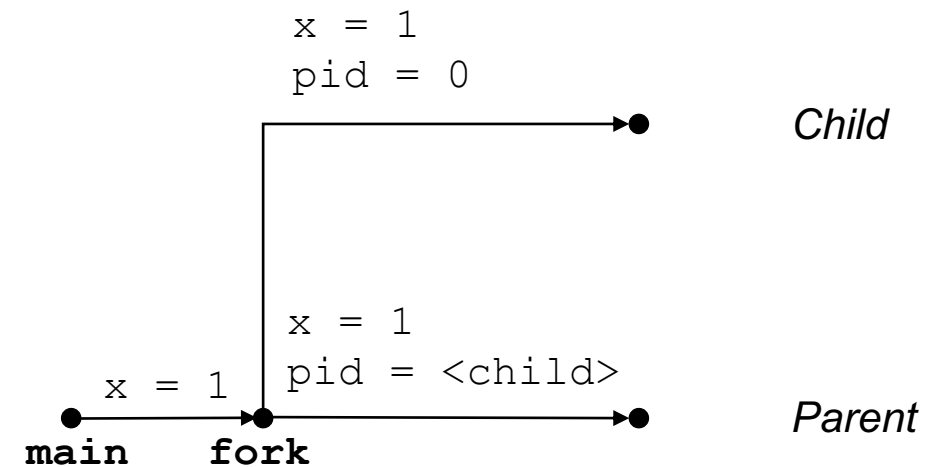 x = 1
pid = 0
Child
x = 1
pid = <child>
x = 1
Parent
main fork